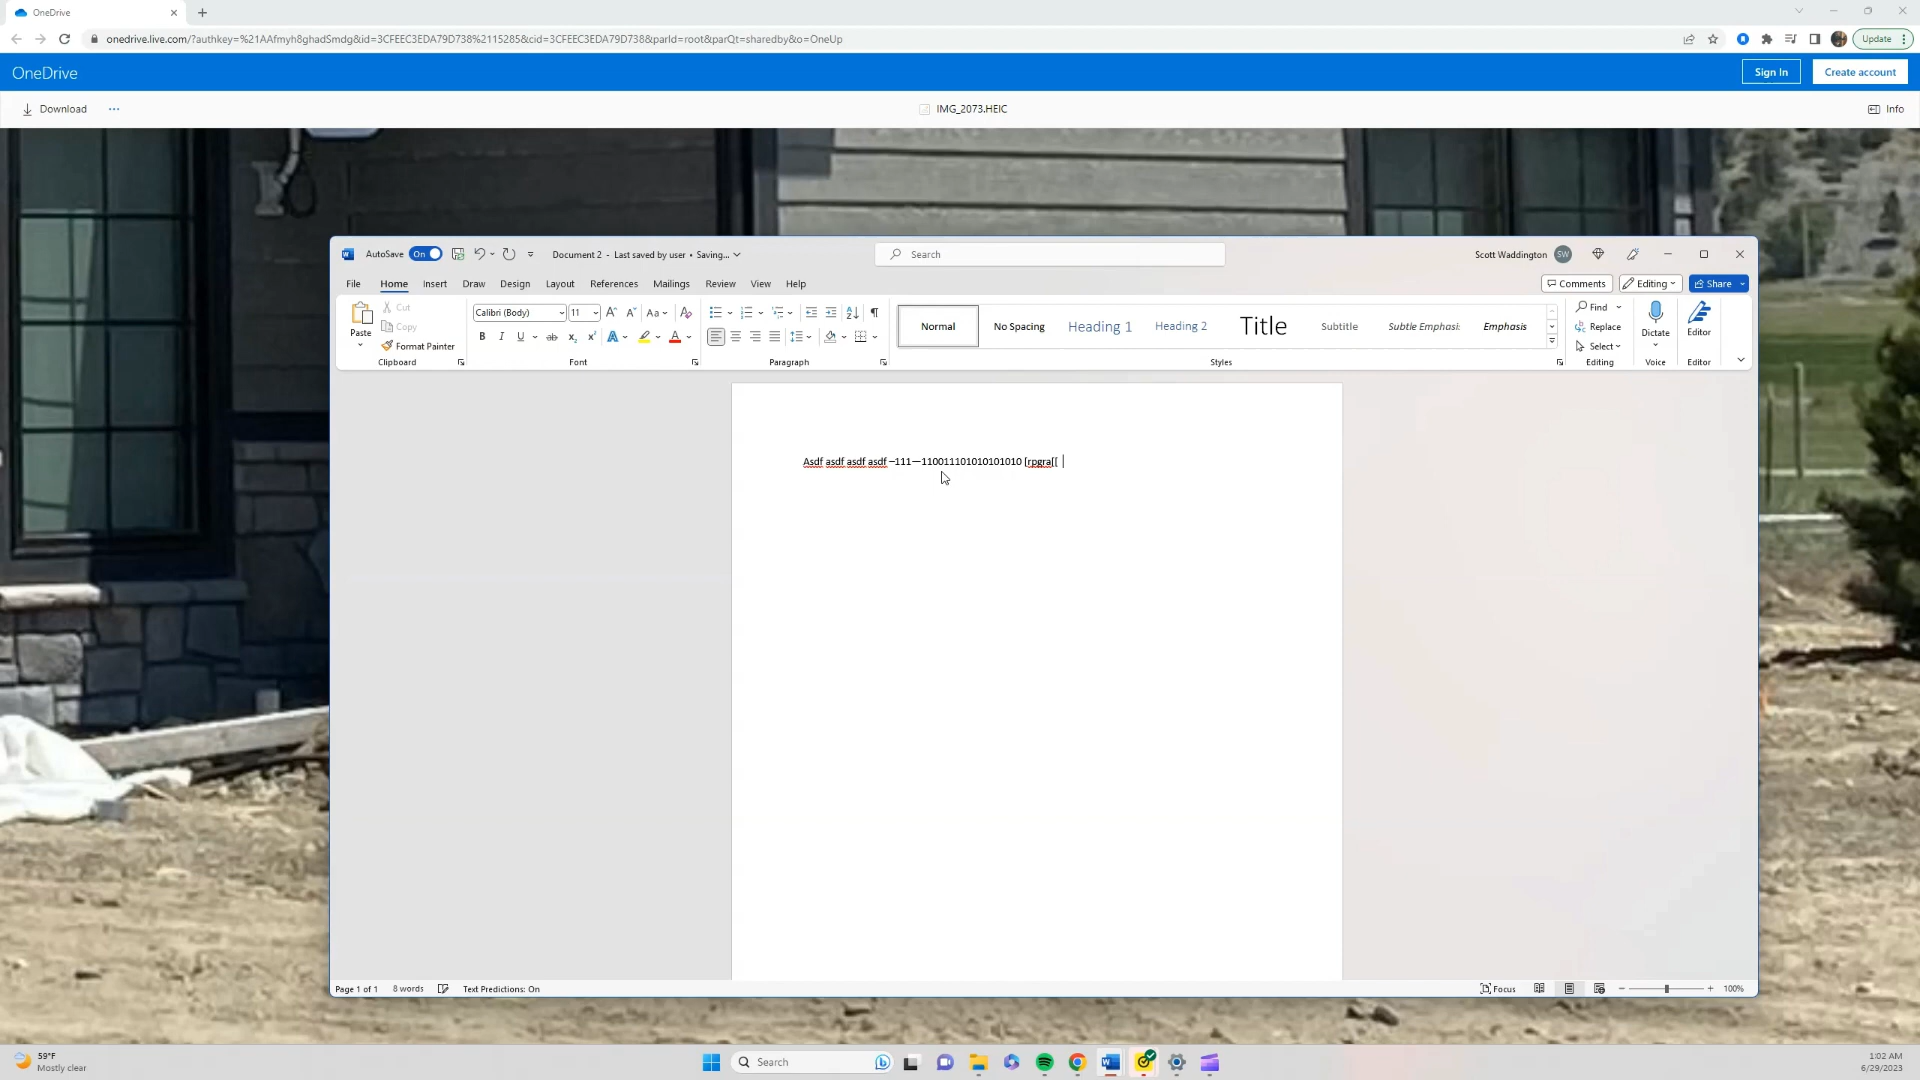 OneDrive
onedrive.live.com/?authkey=%21AAfmyh8ghadSmdg&id=3CFEEC3EDA79D738%2115285&cid=3CFEEC3EDA79D738&parId=root&parQt=sharedby&o=OneUp
Update
OneDrive
Sign In
Create account
Download
IMG_2073.HEIC
Info
AutoSave On
Document 2 - Last saved by user • Saving...
Search
Scott Waddington
SW
File Home Insert Draw Design Layout References Mailings Review View Help
Comments
Editing
Share
Paste
Cut
Copy
Format Painter
Clipboard
Calibri (Body)
11
Font
Paragraph
Normal
No Spacing
Heading 1
Heading 2
Title
Subtitle
Subtle Emphasi:
Emphasis
Styles
Find
Replace
Select
Editing
Dictate
Voice
Editor
Editor
Asdf asdf asdf asdf –111—110011101010101010 [rpgra[[
Page 1 of 1
8 words
Text Predictions: On
Focus
100%
59°F
Mostly clear
Search
1:02 AM
6/29/2023